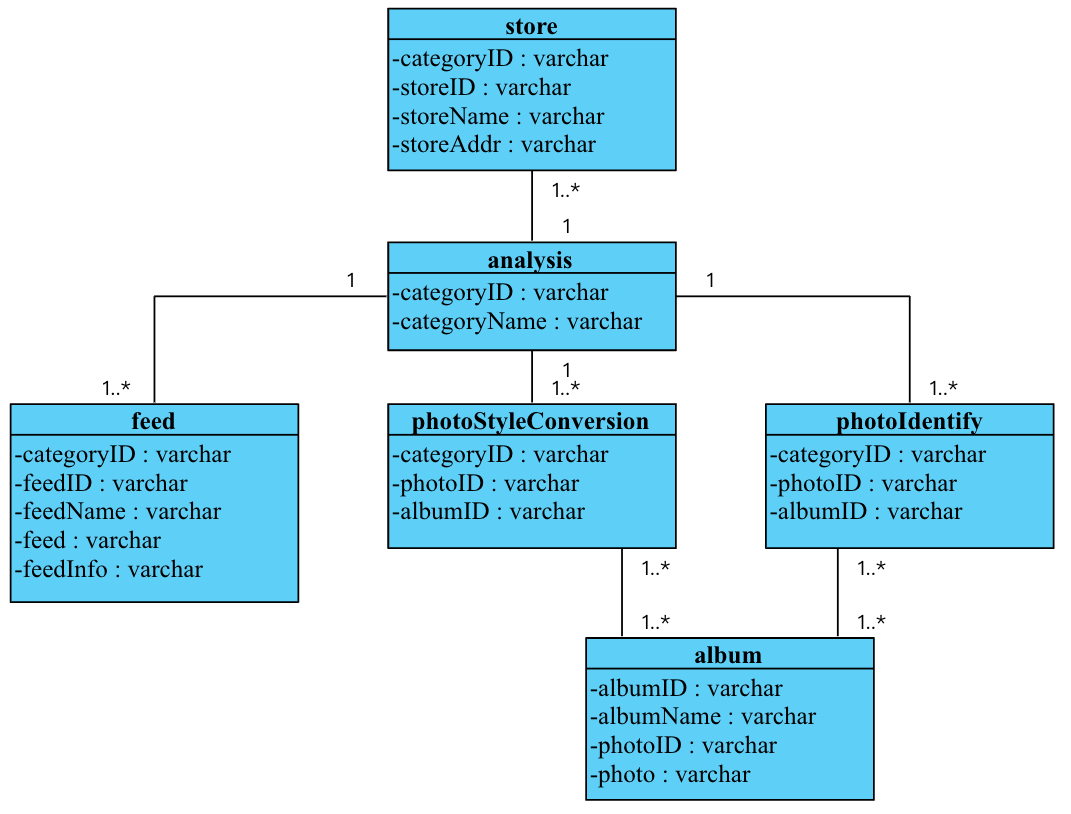 store
-categoryID : varchar
-storeID : varchar
-storeName : varchar
-storeAddr : varchar
1..*
1
analysis
-categoryID : varchar
-categoryName : varchar
1
1
1
1..*
1..*
1..*
feed
-categoryID : varchar
-feedID : varchar
-feedName : varchar
-feed : varchar
-feedInfo : varchar
photoStyleConversion
-categoryID : varchar
-photoID : varchar
-albumID : varchar
photoIdentify
-categoryID : varchar
-photoID : varchar
-albumID : varchar
1..*
1..*
1..*
1..*
album
-albumID : varchar
-albumName : varchar
-photoID : varchar
-photo : varchar